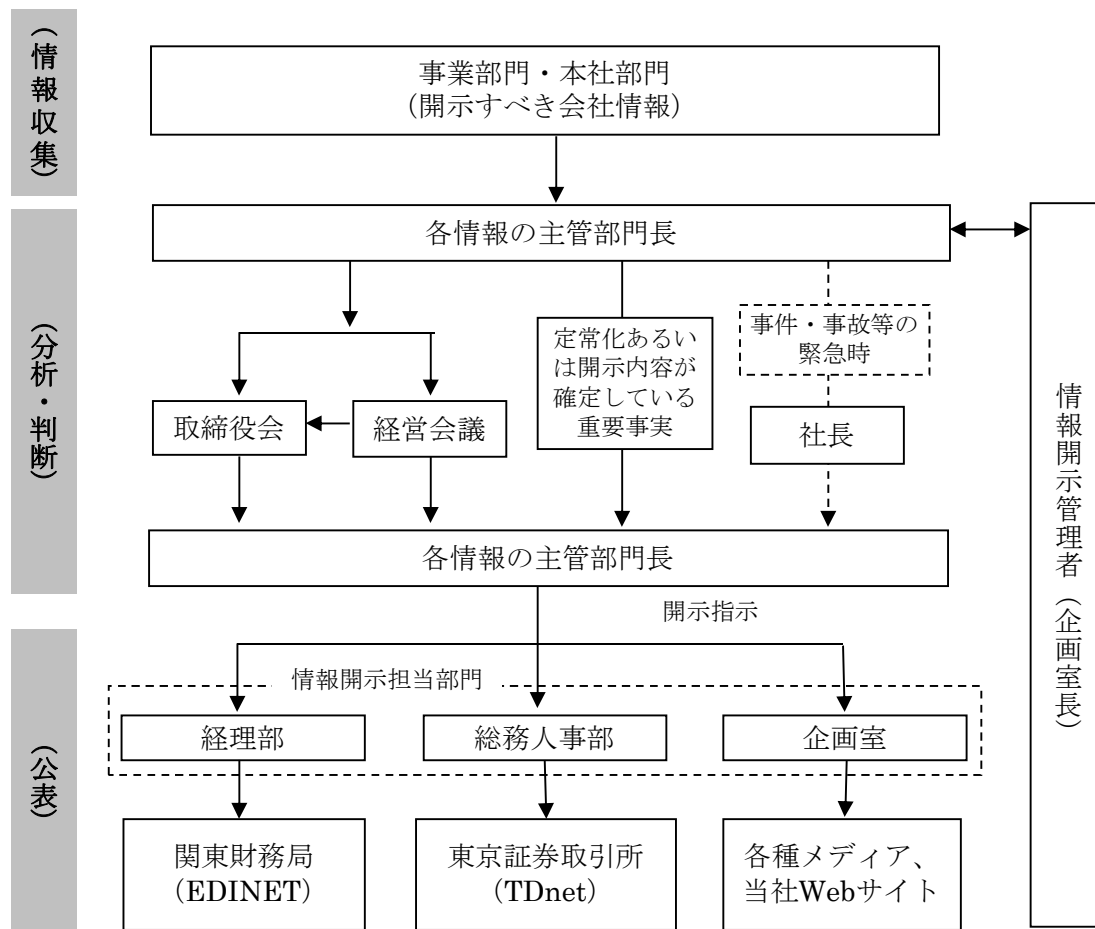 (情報収集)
事業部門・本社部門
(開示すべき会社情報)
(分析・判断)
各情報の主管部門長
定常化あるい
は開示内容が
確定している
重要事実
事件・事故等の
緊急時
取締役会
経営会議
社長
各情報の主管部門長
開示指示
情報開示管理者(企画室長)
(公表)
情報開示担当部門
経理部
総務人事部
企画室
関東財務局
(EDINET)
東京証券取引所
(TDnet)
各種メディア、
当社Webサイト